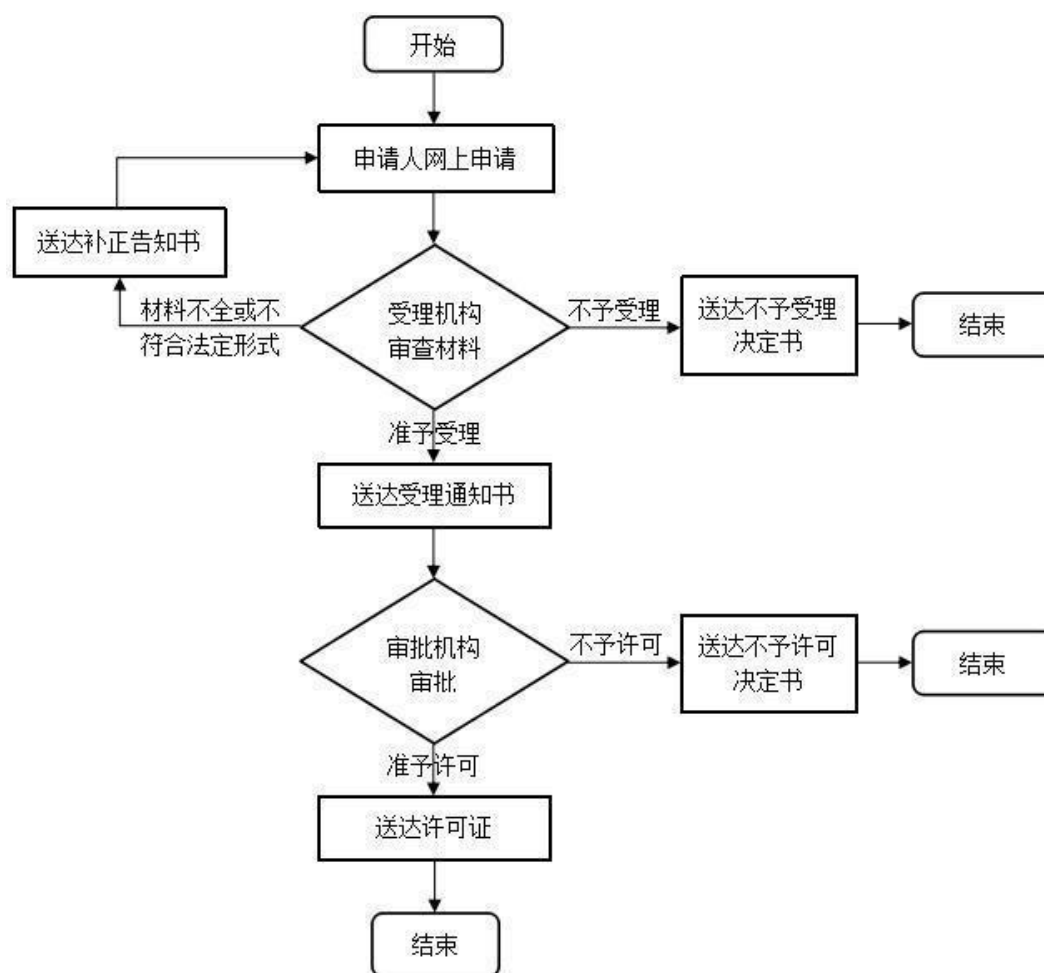 开始
申请人网上申请
送达补正告知书
材料不全或不
符合法定形式
受理机构
审查材料
不予受理
送达不予受理
决定书
结束
准予受理
送达受理通知书
审批机构
审批
不予许可
送达不予许可
决定书
结束
准予许可
送达许可证
结束